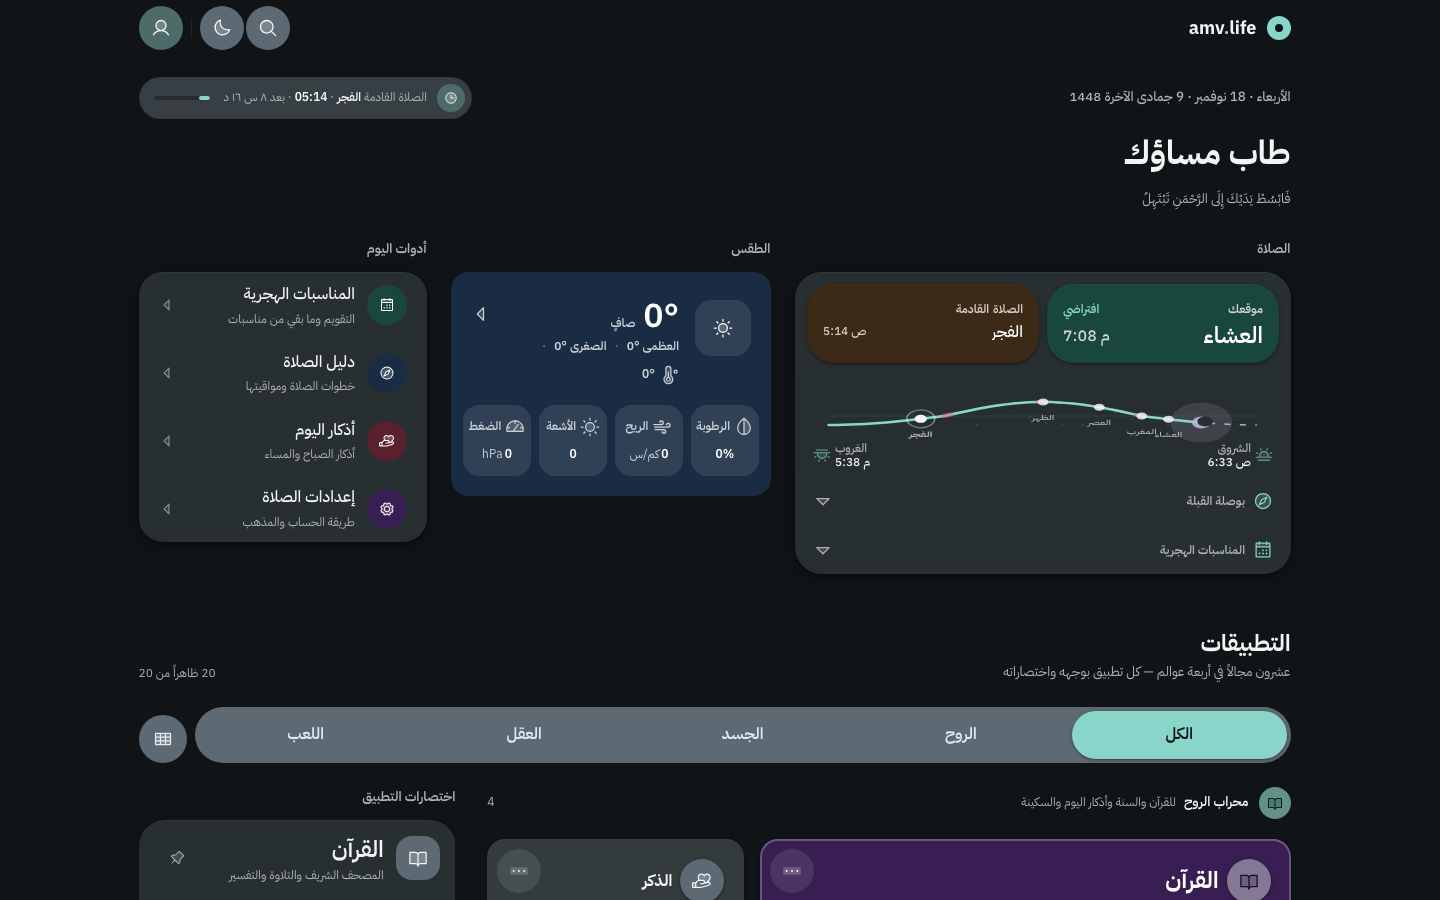 amv.life
الأربعاء · 18 نوفمبر · 9 جمادى الآخرة 1448
الصلاة القادمة الفجر · 05:14 · بعد ٨ س ١٦ د
طاب مساؤك
فَابْسُطْ يَدَيْكَ إِلَى الرَّحْمَنِ تَبْتَهِلُ
الصلاة
موقعك
افتراضي
العشاء
7:08 م
الصلاة القادمة
الفجر
5:14 ص
الفجر
الظهر
العصر
المغرب
العشاء
الشروق
6:33 ص
الغروب
5:38 م
بوصلة القبلة
المناسبات الهجرية
الطقس
0° صافٍ
العظمى 0° · الصغرى 0° ·
0°
الرطوبة
0%
الريح
0 كم/س
الأشعة
0
الضغط
0 hPa
أدوات اليوم
المناسبات الهجرية
التقويم وما بقي من مناسبات
دليل الصلاة
خطوات الصلاة ومواقيتها
أذكار اليوم
أذكار الصباح والمساء
إعدادات الصلاة
طريقة الحساب والمذهب
التطبيقات
عشرون مجالاً في أربعة عوالم — كل تطبيق بوجهه واختصاراته
20 ظاهراً من 20
الكل
الروح
الجسد
العقل
اللعب
محراب الروح للقرآن والسنة وأذكار اليوم والسكينة
4
القرآن
الذكر
اختصارات التطبيق
القرآن
المصحف الشريف والتلاوة والتفسير